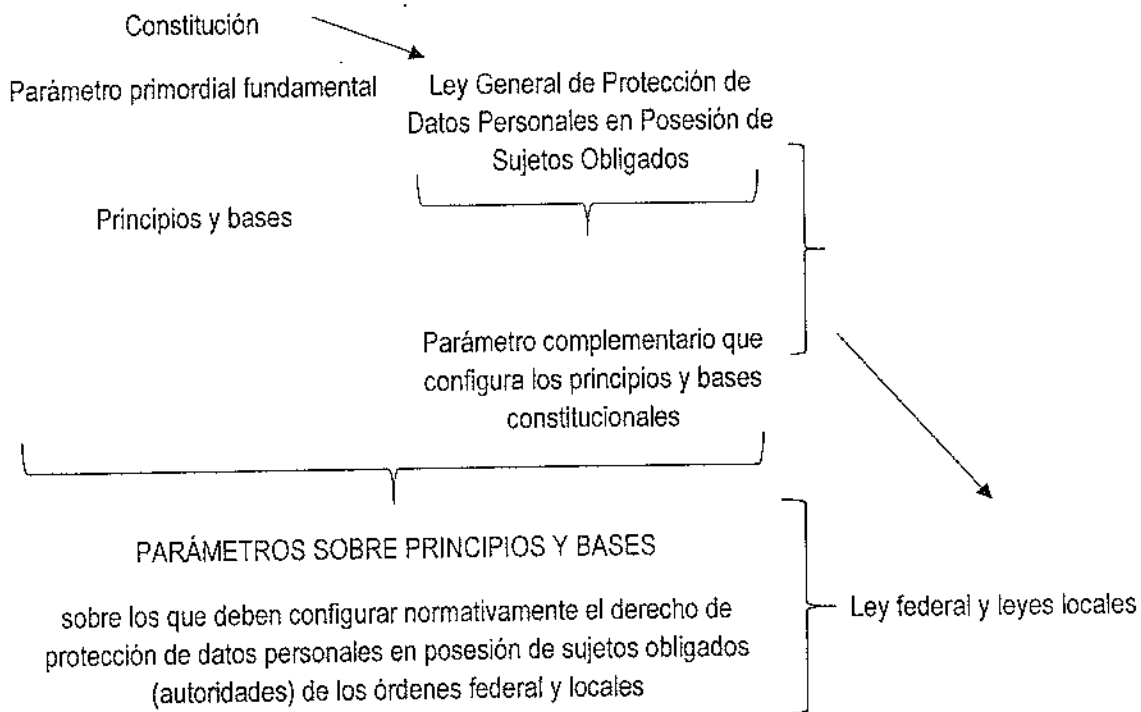 Constitución
Parámetro primordial fundamental
Ley General de Protección de
Datos Personales en Posesión de
Sujetos Obligados
Principios y bases
Parámetro complementario que
configura los principios y bases
constitucionales
PARÁMETROS SOBRE PRINCIPIOS Y BASES
sobre los que deben configurar normativamente el derecho de
protección de datos personales en posesión de sujetos obligados
(autoridades) de los órdenes federal y locales
Ley federal y leyes locales